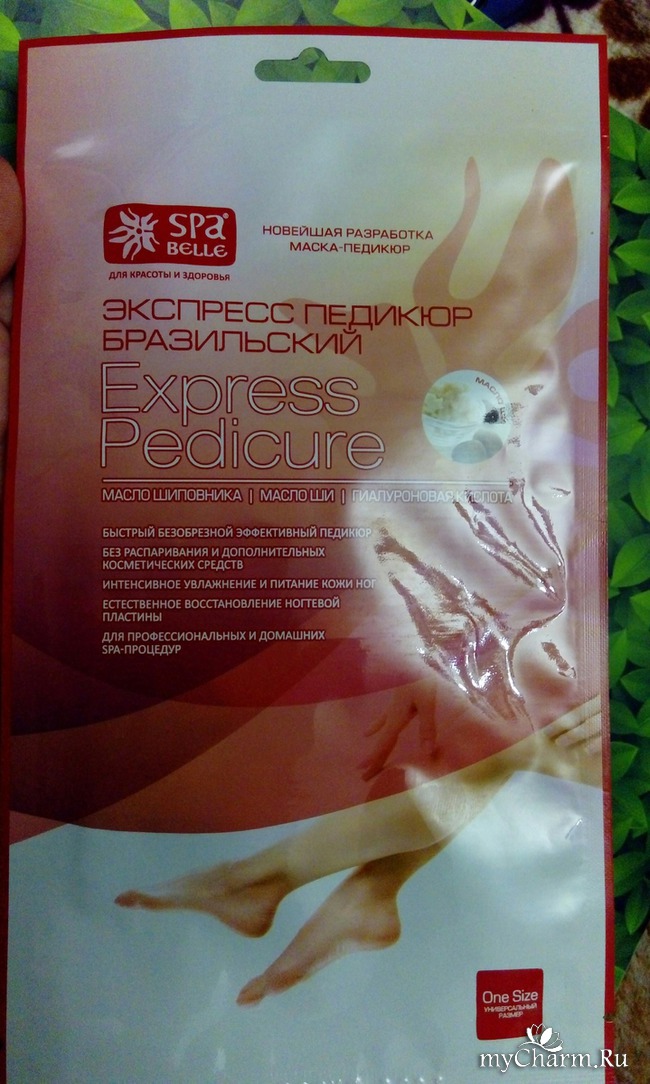 SPA®
BELLE
ДЛЯ КРАСОТЫ И ЗДОРОВЬЯ
НОВЕЙШАЯ РАЗРАБОТКА
МАСКА-ПЕДИКЮР
ЭКСПРЕСС ПЕДИКЮР
БРАЗИЛЬСКИЙ
Express
Pedicure
МАСЛО
МАСЛО ШИПОВНИКА | МАСЛО ШИ | ГИАЛУРОНОВАЯ КИСЛОТА
БЫСТРЫЙ БЕЗОБРЕЗНОЙ ЭФФЕКТИВНЫЙ ПЕДИКЮР
БЕЗ РАСПАРИВАНИЯ И ДОПОЛНИТЕЛЬНЫХ
КОСМЕТИЧЕСКИХ СРЕДСТВ
ИНТЕНСИВНОЕ УВЛАЖНЕНИЕ И ПИТАНИЕ КОЖИ НОГ
ЕСТЕСТВЕННОЕ ВОССТАНОВЛЕНИЕ НОГТЕВОЙ
ПЛАСТИНЫ
ДЛЯ ПРОФЕССИОНАЛЬНЫХ И ДОМАШНИХ
SPA-ПРОЦЕДУР
One Size
УНИВЕРСАЛЬНЫЙ
РАЗМЕР
myCharm.Ru